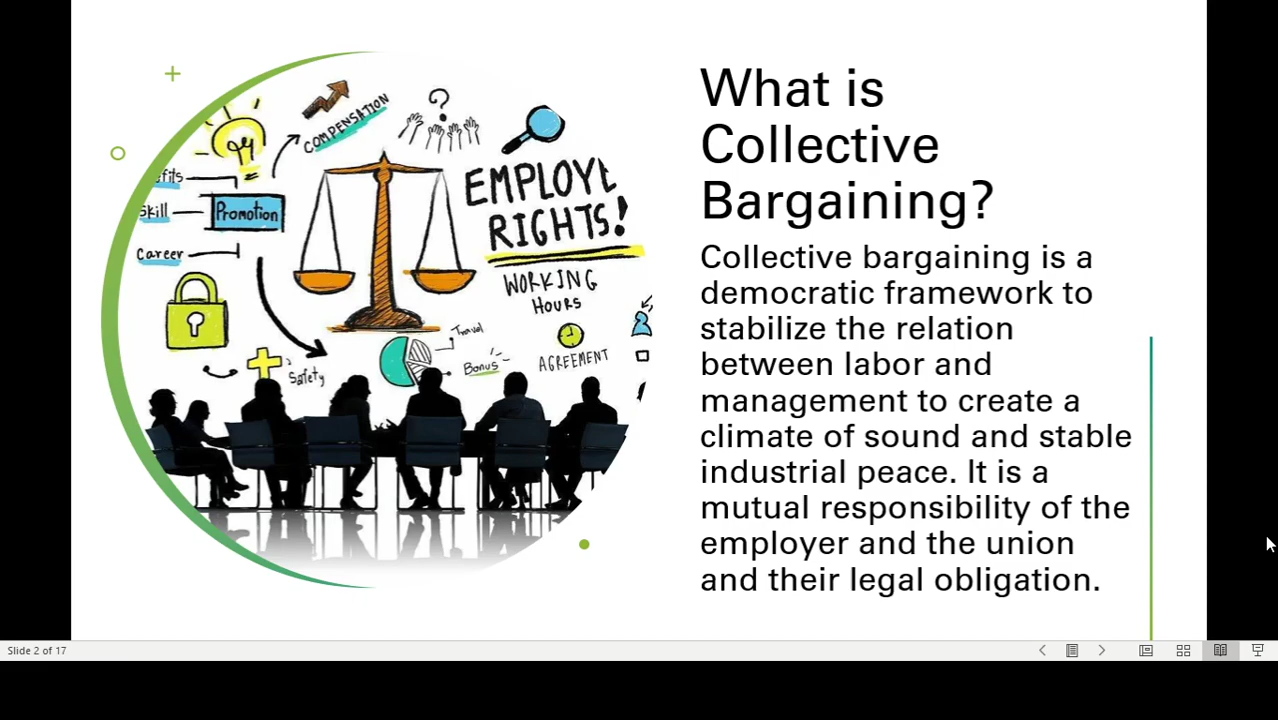 What is
Collective
Bargaining?
Collective bargaining is a
democratic framework to
stabilize the relation
between labor and
management to create a
climate of sound and stable
industrial peace. It is a
mutual responsibility of the
employer and the union
and their legal obligation.
COMPENSATION
?
efits
Skill
Promotion
Career
EMPLOYE
RIGHTS!
WORKING
HOURS
Travel
Bonus
AGREEMENT
Safety
Slide 2 of 17